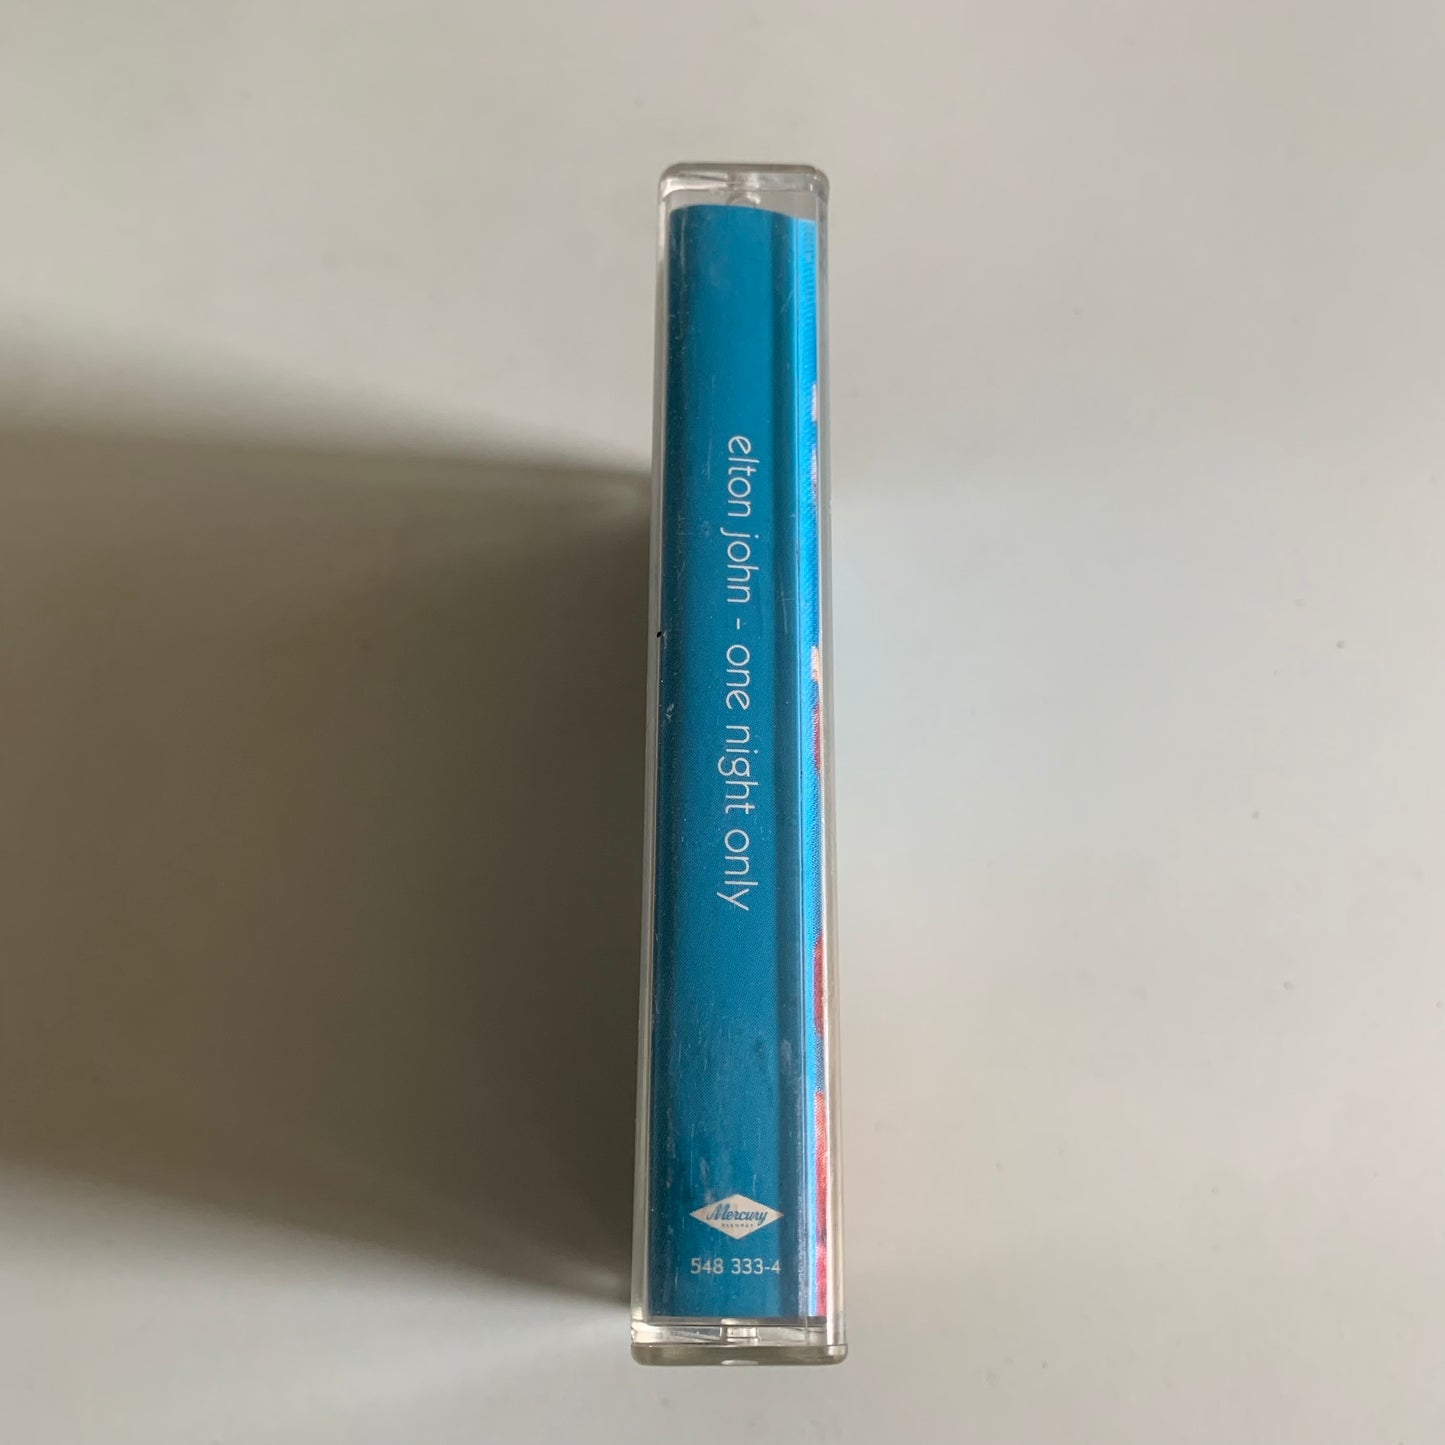 elton john - one night only
Mercury
548 333-4